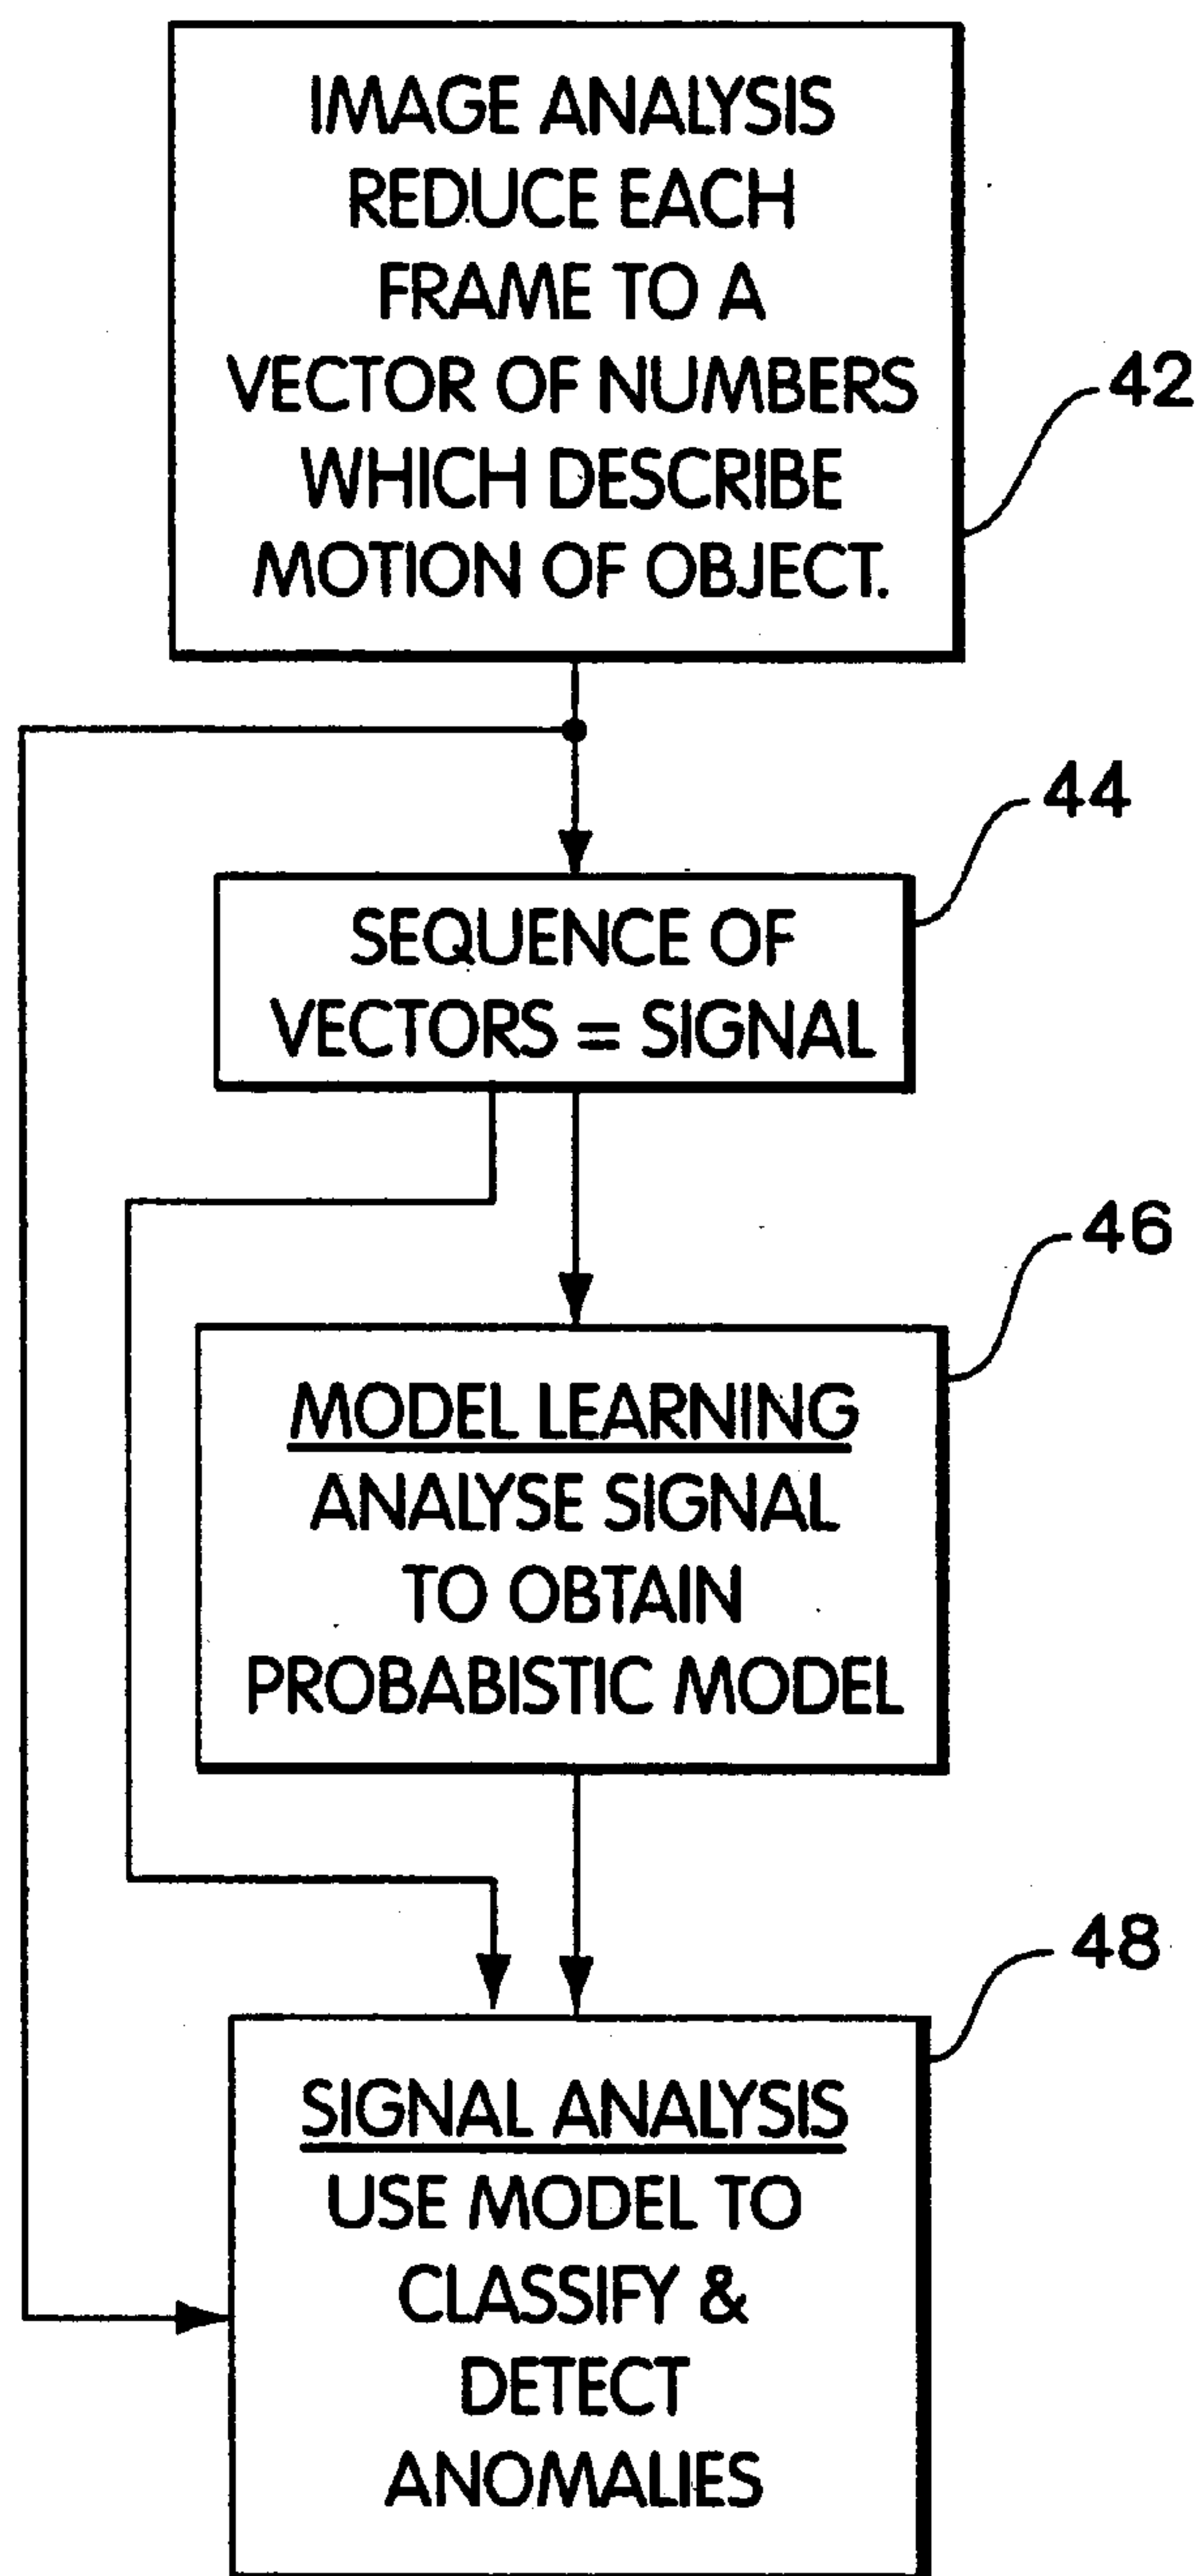 IMAGE ANALYSIS
REDUCE EACH
FRAME TO A
VECTOR OF NUMBERS
WHICH DESCRIBE
MOTION OF OBJECT.
42
SEQUENCE OF
VECTORS = SIGNAL
44
MODEL LEARNING
ANALYSE SIGNAL
TO OBTAIN
PROBABISTIC MODEL
46
SIGNAL ANALYSIS
USE MODEL TO
CLASSIFY &
DETECT
ANOMALIES
48